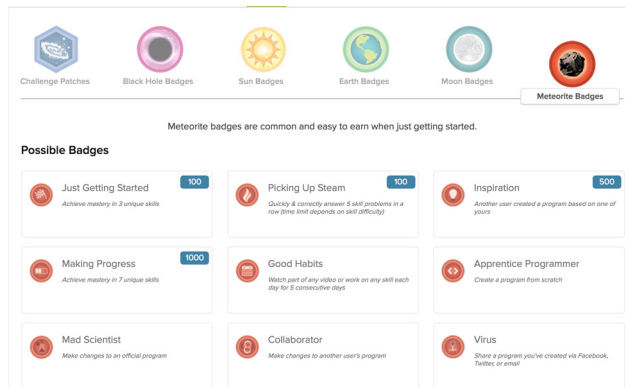 Challenge Patches
Black Hole Badges
Sun Badges
Earth Badges
Moon Badges
Meteorite Badges
Meteorite badges are common and easy to earn when just getting started.
Possible Badges
Just Getting Started
100
Achieve mastery in 3 unique skills
Picking Up Steam
100
Quickly & correctly answer 5 skill problems in a
row (time limit depends on skill difficulty)
Inspiration
500
Another user created a program based on one of
yours
Making Progress
1000
Achieve mastery in 7 unique skills
Good Habits
Watch part of any video or work on any skill each
day for 5 consecutive days
Apprentice Programmer
Create a program from scratch
Mad Scientist
Make changes to an official program
Collaborator
Make changes to another user's program
Virus
Share a program you've created via Facebook,
Twitter, or email